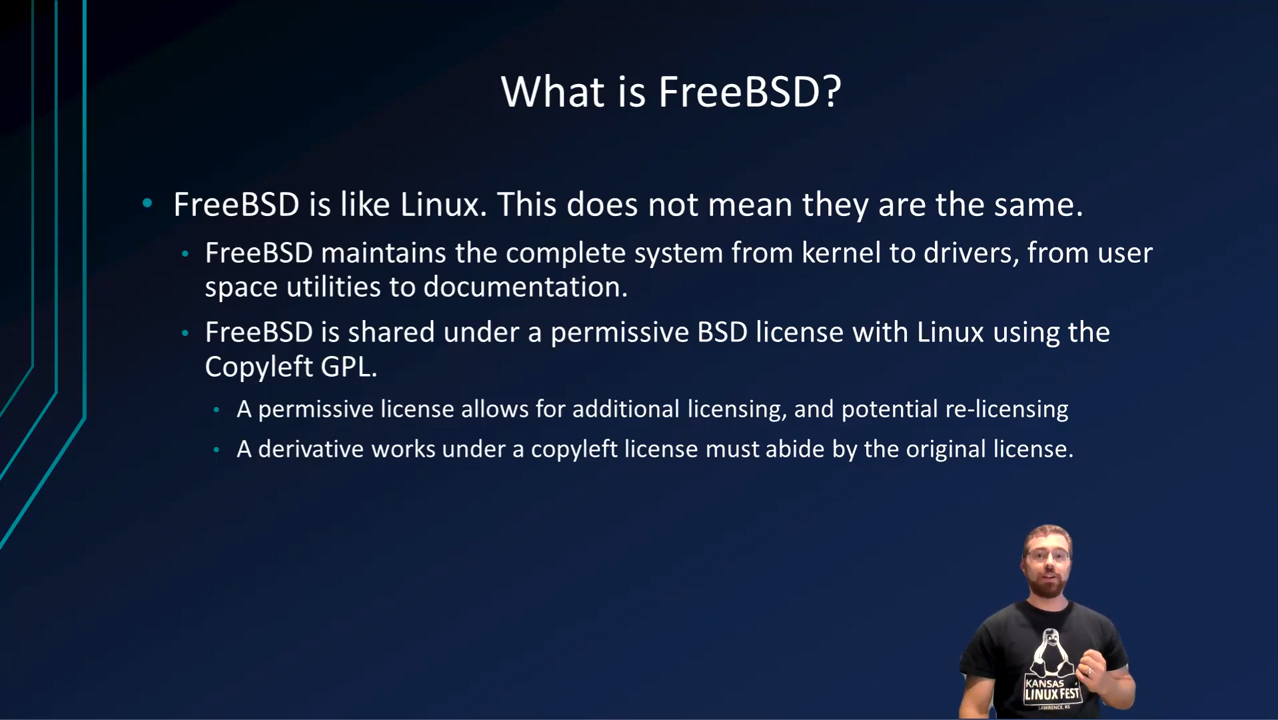 What is FreeBSD?
• FreeBSD is like Linux. This does not mean they are the same.
• FreeBSD maintains the complete system from kernel to drivers, from user
space utilities to documentation.
• FreeBSD is shared under a permissive BSD license with Linux using the
Copyleft GPL.
• A permissive license allows for additional licensing, and potential re-licensing
• A derivative works under a copyleft license must abide by the original license.
KANSAS
LINUX FEST
LAWRENCE, KS